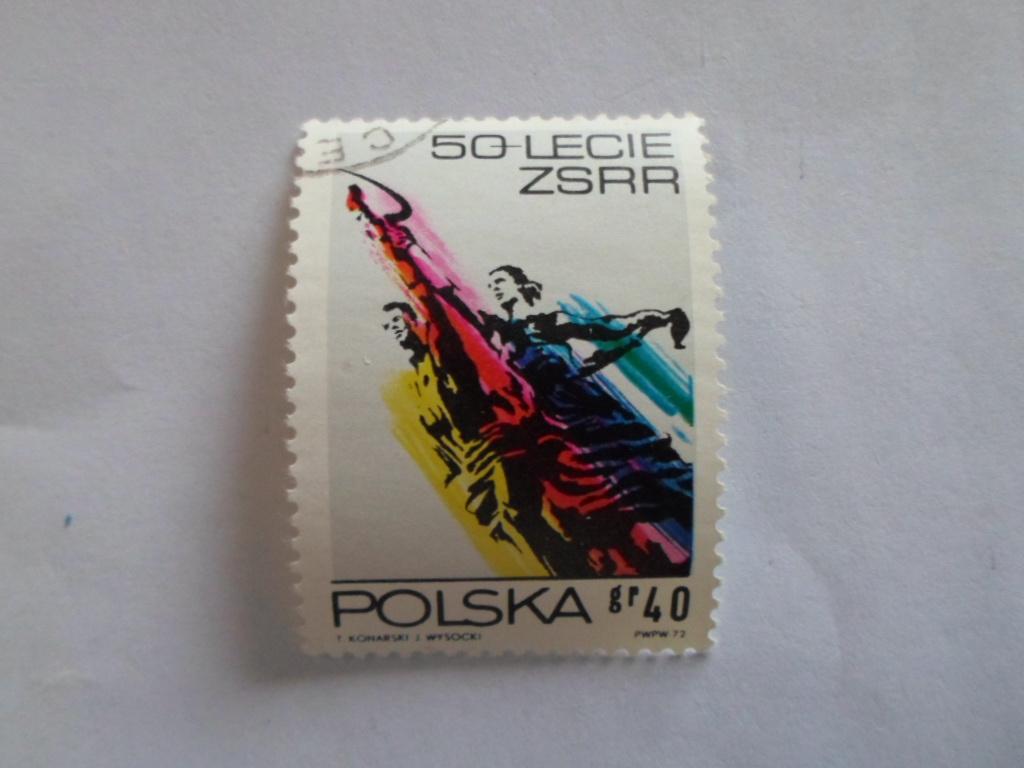 50-LECIE
ZSRR
POLSKA gr 40
T. KONARSKI J. WYSOCKI PWPW 72